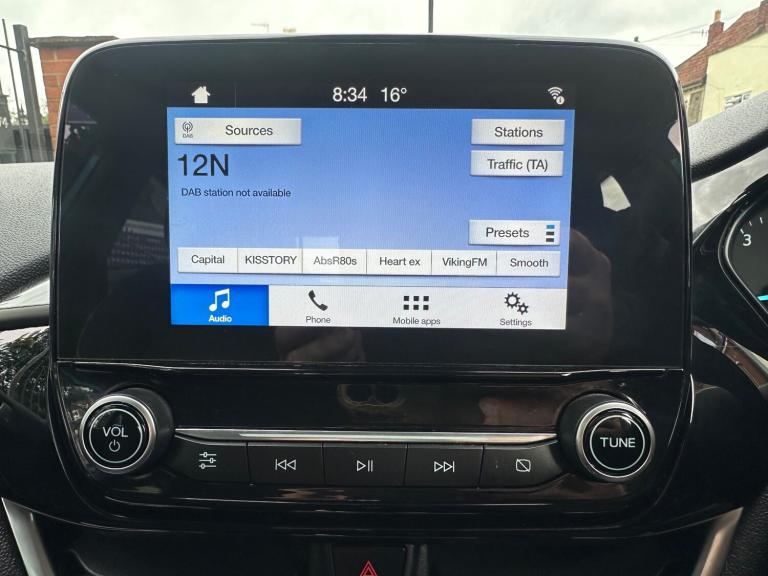 8:34 16°
DAB Sources Stations
12N Traffic (TA)
DAB station not available
Presets
Capital KISSTORY AbsR80s Heart ex VikingFM Smooth
Audio Phone Mobile apps Settings
VOL TUNE
3